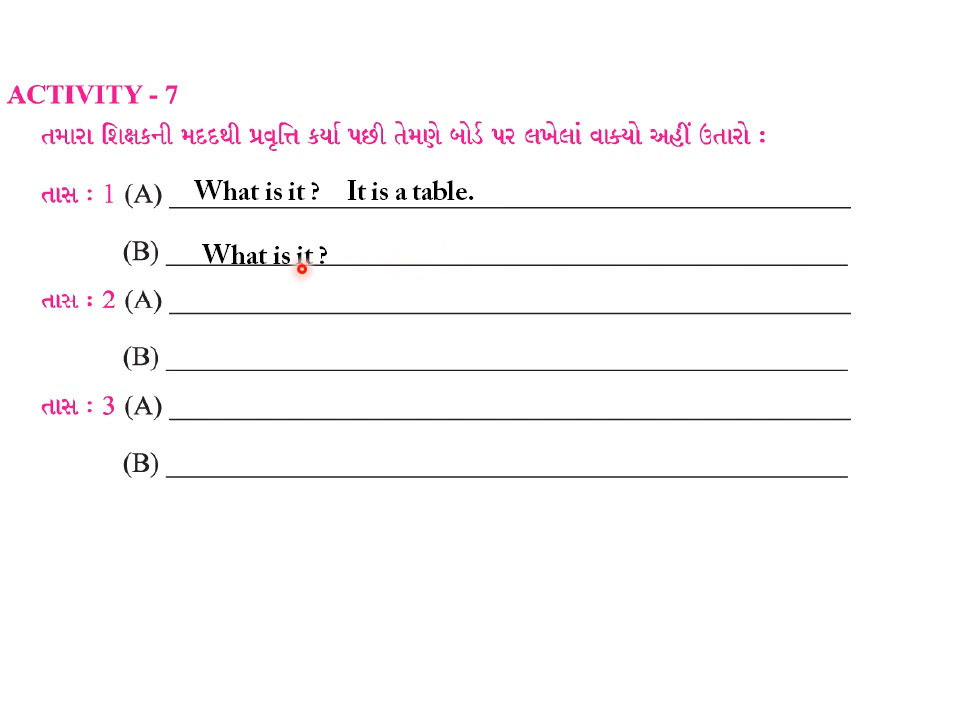 ACTIVITY - 7
તમારા શિક્ષકની મદદથી પ્રવૃત્તિ કર્યા પછી તેમણે બોર્ડ પર લખેલાં વાક્યો અહીં ઉતારો :
તાસ : 1 (A) What is it ? It is a table.
(B) What is it ?
તાસ : 2 (A)
(B)
તાસ : 3 (A)
(B)